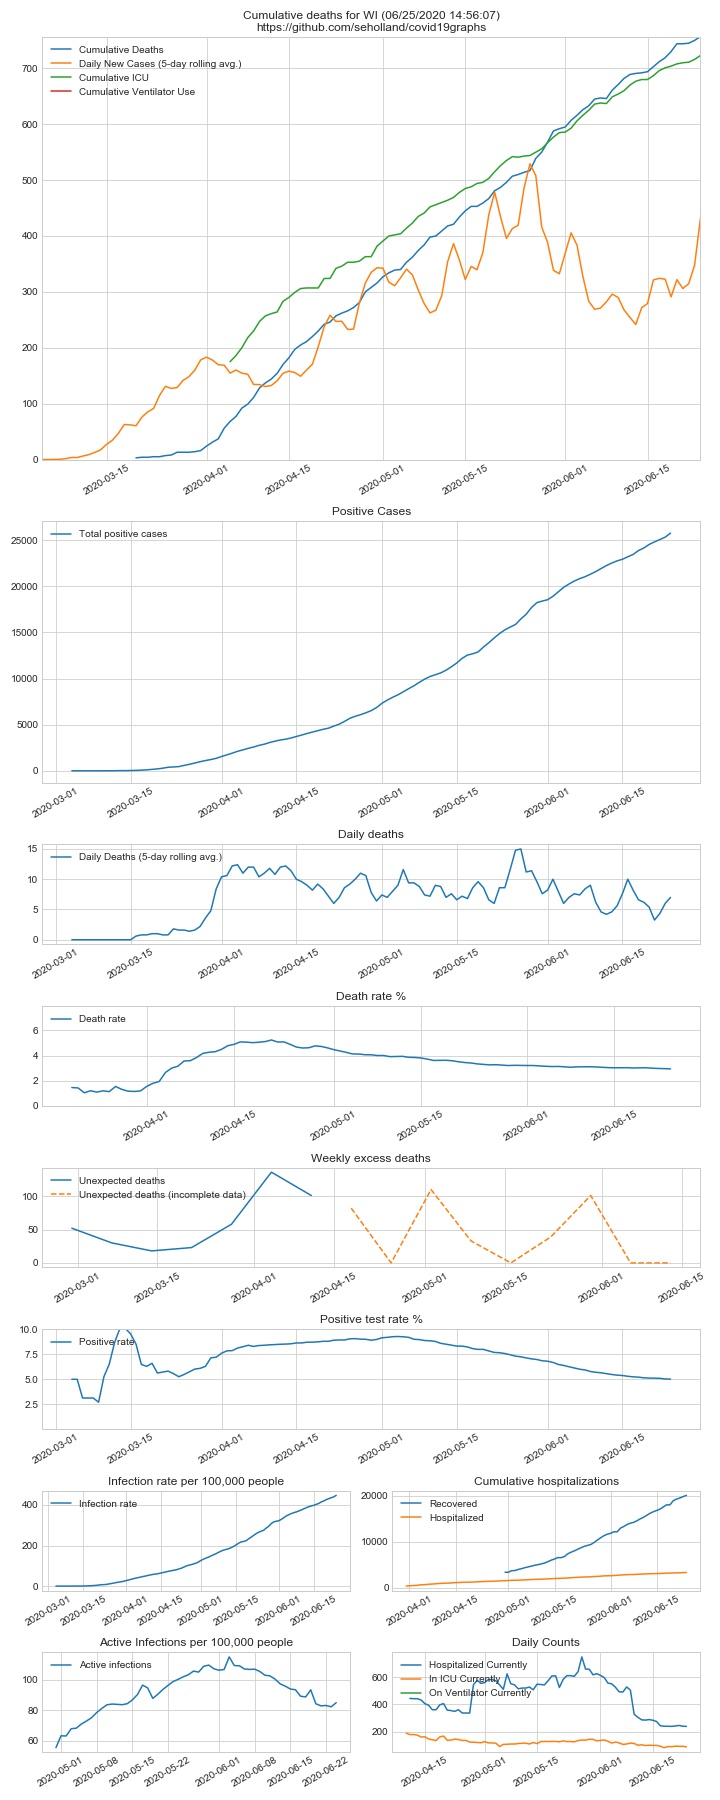 Cumulative deaths for WI (06/25/2020 14:56:07)
https://github.com/seholland/covid19graphs
Cumulative Deaths
Daily New Cases (5-day rolling avg.)
Cumulative ICU
Cumulative Ventilator Use
700
600
500
400
300
200
100
0
2020-03-15 2020-04-01 2020-04-15 2020-05-01 2020-05-15 2020-06-01 2020-06-15
Positive Cases
Total positive cases
25000
20000
15000
10000
5000
0
2020-03-01 2020-03-15 2020-04-01 2020-04-15 2020-05-01 2020-05-15 2020-06-01 2020-06-15
Daily deaths
Daily Deaths (5-day rolling avg.)
15
10
5
0
2020-03-01 2020-03-15 2020-04-01 2020-04-15 2020-05-01 2020-05-15 2020-06-01 2020-06-15
Death rate %
Death rate
6
4
2
0
2020-04-01 2020-04-15 2020-05-01 2020-05-15 2020-06-01 2020-06-15
Weekly excess deaths
Unexpected deaths
Unexpected deaths (incomplete data)
100
50
0
2020-03-01 2020-03-15 2020-04-01 2020-04-15 2020-05-01 2020-05-15 2020-06-01 2020-06-15
Positive test rate %
Positive rate
10.0
7.5
5.0
2.5
2020-03-01 2020-03-15 2020-04-01 2020-04-15 2020-05-01 2020-05-15 2020-06-01 2020-06-15
Infection rate per 100,000 people
Infection rate
400
200
0
2020-03-01 2020-03-15 2020-04-01 2020-04-15 2020-05-01 2020-05-15 2020-06-01 2020-06-15
Cumulative hospitalizations
Recovered
Hospitalized
20000
10000
0
2020-04-01 2020-04-15 2020-05-01 2020-05-15 2020-06-01 2020-06-15
Active Infections per 100,000 people
Active infections
100
80
60
2020-05-01 2020-05-08 2020-05-15 2020-05-22 2020-06-01 2020-06-08 2020-06-15 2020-06-22
Daily Counts
Hospitalized Currently
In ICU Currently
On Ventilator Currently
600
400
200
2020-04-15 2020-05-01 2020-05-15 2020-06-01 2020-06-15